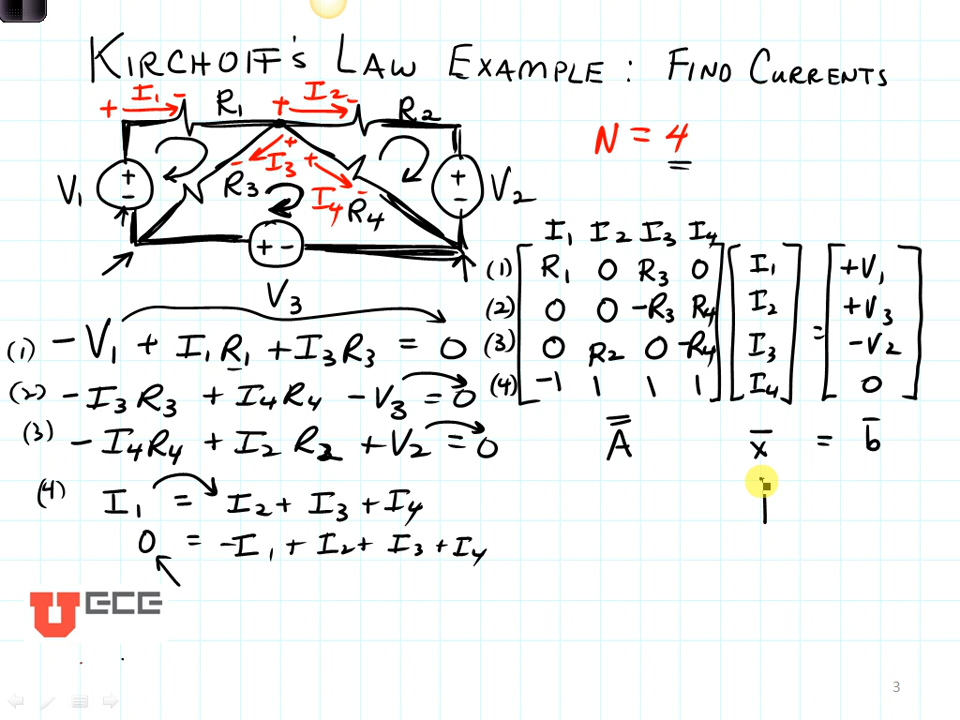 KIRCHOFF'S LAW EXAMPLE: FIND CURRENTS
+ I1 - R1 + I2 - R2
N = 4
V1 + - - R3 + I3 + I4 - R4 + - V2
+ -
V3
I1 I2 I3 I4
(1) R1 0 R3 0 I1 +V1
(2) 0 0 -R3 R4 I2 +V3
(3) 0 R2 0 -R4 I3 = -V2
(4) -1 1 1 1 I4 0
A x = b
(1) -V1 + I1R1 + I3R3 = 0
(2) -I3R3 + I4R4 - V3 = 0
(3) -I4R4 + I2R2 + V2 = 0
(4) I1 = I2 + I3 + I4
0 = -I1 + I2 + I3 + I4
U ECE
3